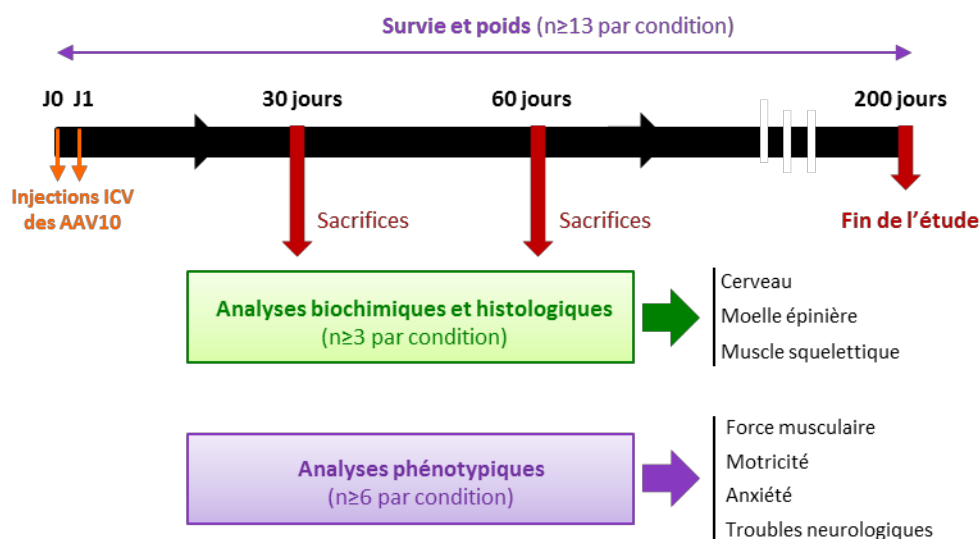 Survie et poids (n≥13 par condition)
J0 J1 30 jours 60 jours 200 jours
Injections ICV
des AAV10
Sacrifices Sacrifices Fin de l'étude
Analyses biochimiques et histologiques
(n≥3 par condition)
Cerveau
Moelle épinière
Muscle squelettique
Analyses phénotypiques
(n≥6 par condition)
Force musculaire
Motricité
Anxiété
Troubles neurologiques